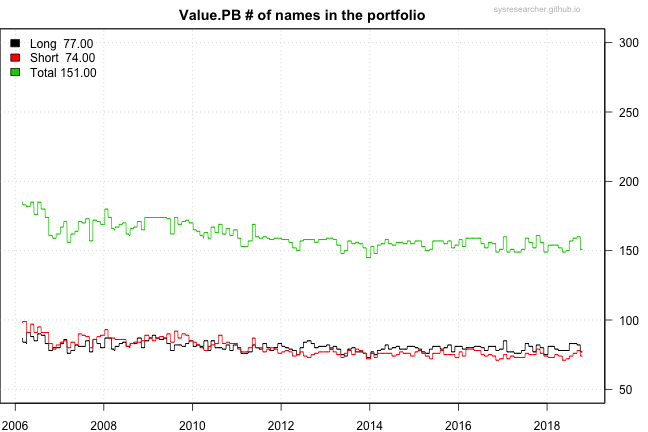 Value.PB # of names in the portfolio
sysresearcher.github.io
Long 77.00
Short 74.00
Total 151.00
300
250
200
150
100
50
2006 2008 2010 2012 2014 2016 2018